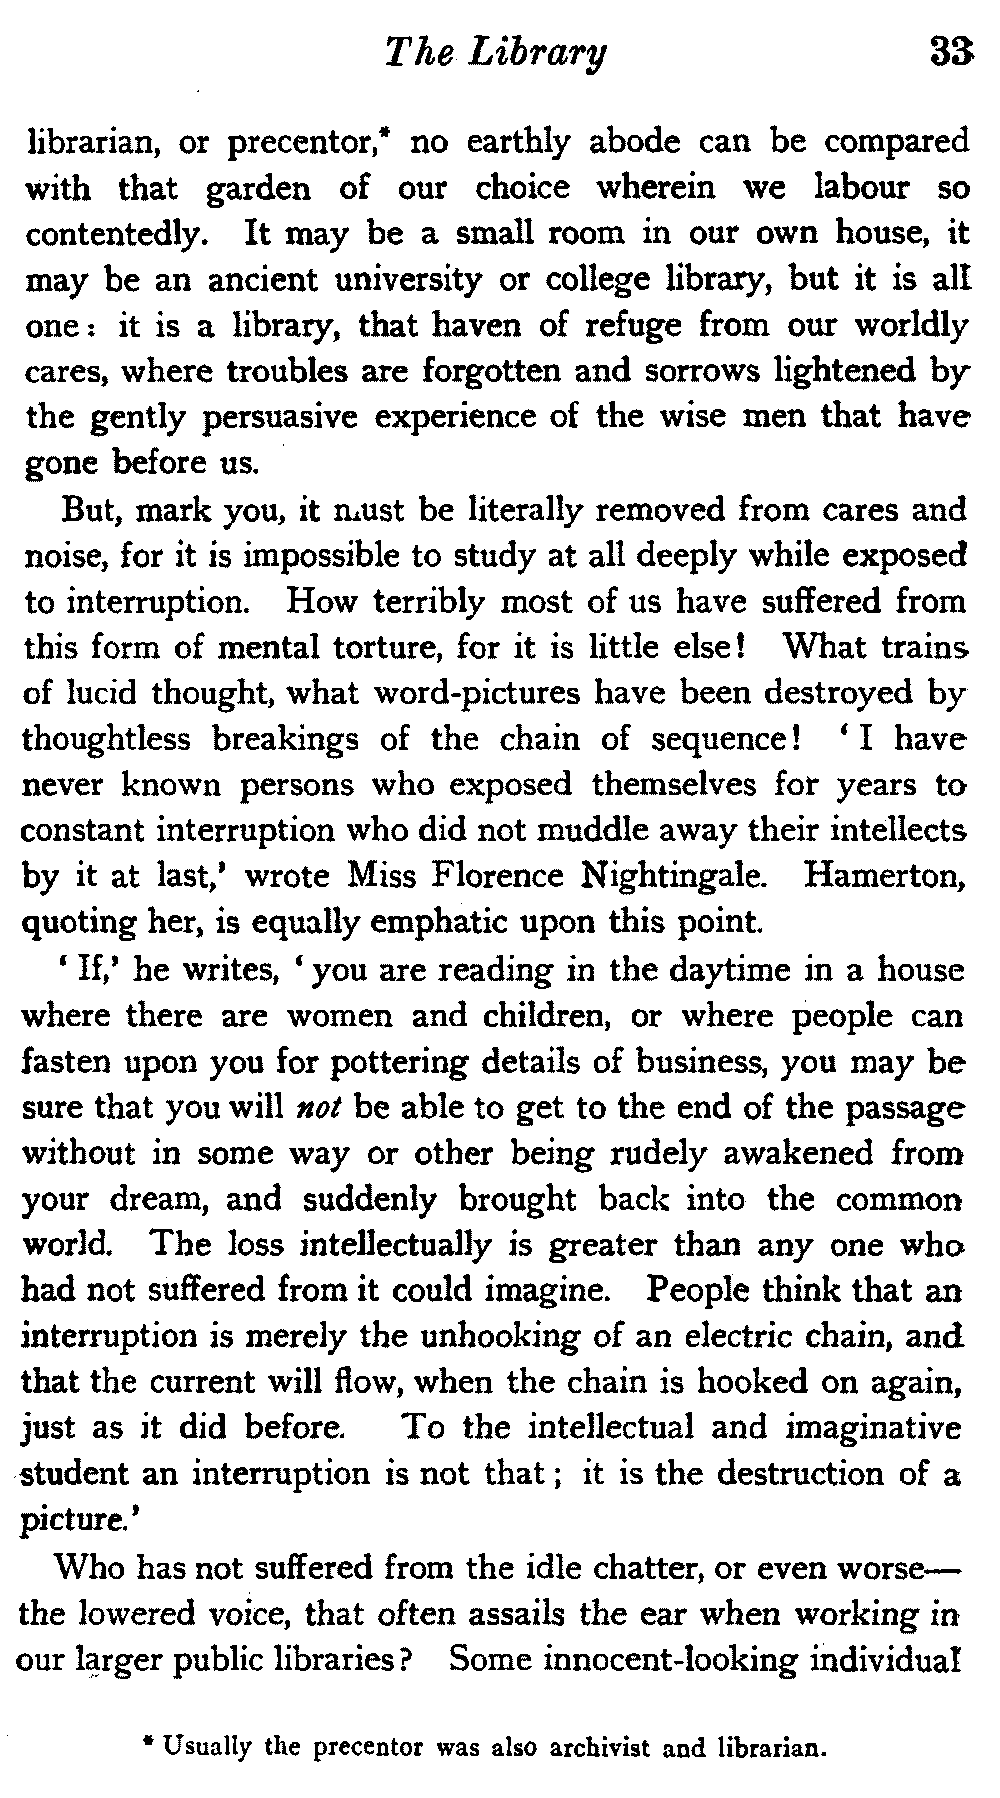 The Library 33
librarian, or precentor,* no earthly abode can be compared
with that garden of our choice wherein we labour so
contentedly. It may be a small room in our own house, it
may be an ancient university or college library, but it is all
one: it is a library, that haven of refuge from our worldly
cares, where troubles are forgotten and sorrows lightened by
the gently persuasive experience of the wise men that have
gone before us.
But, mark you, it must be literally removed from cares and
noise, for it is impossible to study at all deeply while exposed
to interruption. How terribly most of us have suffered from
this form of mental torture, for it is little else! What trains
of lucid thought, what word-pictures have been destroyed by
thoughtless breakings of the chain of sequence! ‘I have
never known persons who exposed themselves for years to
constant interruption who did not muddle away their intellects
by it at last,’ wrote Miss Florence Nightingale. Hamerton,
quoting her, is equally emphatic upon this point.
‘If,’ he writes, ‘you are reading in the daytime in a house
where there are women and children, or where people can
fasten upon you for pottering details of business, you may be
sure that you will not be able to get to the end of the passage
without in some way or other being rudely awakened from
your dream, and suddenly brought back into the common
world. The loss intellectually is greater than any one who
had not suffered from it could imagine. People think that an
interruption is merely the unhooking of an electric chain, and
that the current will flow, when the chain is hooked on again,
just as it did before. To the intellectual and imaginative
student an interruption is not that; it is the destruction of a
picture.’
Who has not suffered from the idle chatter, or even worse—
the lowered voice, that often assails the ear when working in
our larger public libraries? Some innocent-looking individual
* Usually the precentor was also archivist and librarian.